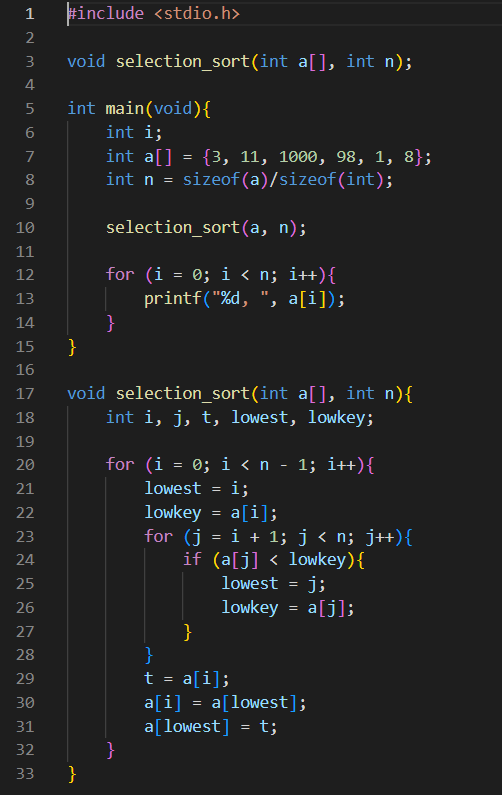 1 #include <stdio.h>
2
3 void selection_sort(int a[], int n);
4
5 int main(void){
6     int i;
7     int a[] = {3, 11, 1000, 98, 1, 8};
8     int n = sizeof(a)/sizeof(int);
9
10     selection_sort(a, n);
11
12     for (i = 0; i < n; i++){
13         printf("%d, ", a[i]);
14     }
15 }
16
17 void selection_sort(int a[], int n){
18     int i, j, t, lowest, lowkey;
19
20     for (i = 0; i < n - 1; i++){
21         lowest = i;
22         lowkey = a[i];
23         for (j = i + 1; j < n; j++){
24             if (a[j] < lowkey){
25                 lowest = j;
26                 lowkey = a[j];
27             }
28         }
29         t = a[i];
30         a[i] = a[lowest];
31         a[lowest] = t;
32     }
33 }